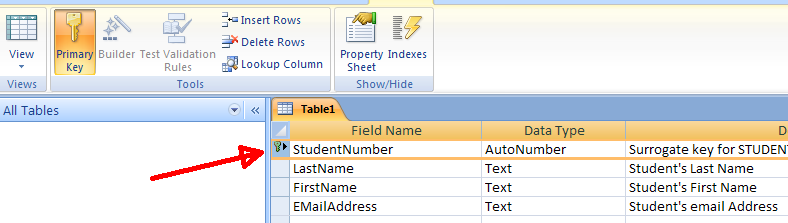 View
Primary Key
Builder
Test Validation Rules
Insert Rows
Delete Rows
Lookup Column
Property Sheet
Indexes
Views
Tools
Show/Hide
All Tables
Table1
Field Name Data Type D
StudentNumber AutoNumber Surrogate key for STUDENT
LastName Text Student's Last Name
FirstName Text Student's First Name
EMailAddress Text Student's email Address